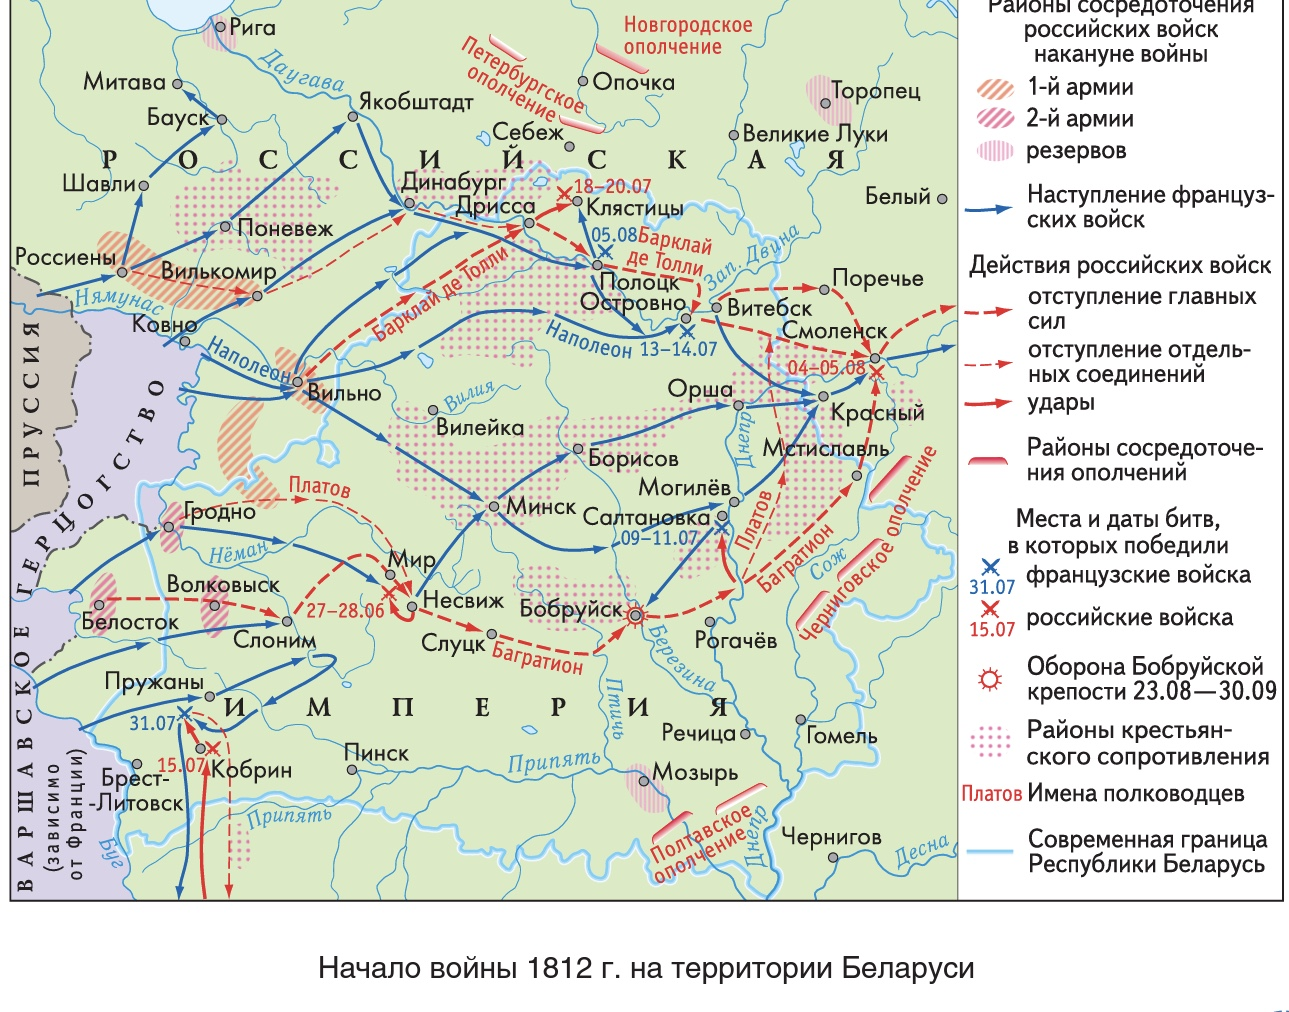 Рига
Митава
Бауск
Даугава
Якобштадт
Петербургское
ополчение
Новгородское
ополчение
Опочка
Себеж
Торопец
Великие Луки
Белый
РОССИЙСКАЯ
Шавли
Поневеж
Динабург
Дрисса
18–20.07
Клястицы
05.08
Барклай
де Толли
Зап. Двина
Россиены
Вилькомир
Нямунас
Ковно
Барклай де Толли
Полоцк
Островно
Витебск
Поречье
Смоленск
Наполеон
Наполеон
13–14.07
04–05.08
Вильно
Вилия
Вилейка
Орша
Днепр
Красный
Мстиславль
Борисов
Могилёв
Минск
Салтановка
09–11.07
Платов
Гродно
Нёман
Платов
Багратион
Сож
Черниговское ополчение
Мир
Волковыск
27–28.06
Несвиж
Бобруйск
Белосток
Слоним
Слуцк
Багратион
Березина
Рогачёв
Пружаны
31.07
ИМПЕРИЯ
Птичь
Речица
Гомель
15.07
Кобрин
Пинск
Припять
Мозырь
Брест-
-Литовск
Припять
Буг
Полтавское
ополчение
Днепр
Чернигов
Десна
ПРУССИЯ
ВАРШАВСКОЕ ГЕРЦОГСТВО
(зависимо
от Франции)
Районы сосредоточения
российских войск
накануне войны
1-й армии
2-й армии
резервов
Наступление француз-
ских войск
Действия российских войск
отступление главных
сил
отступление отдель-
ных соединений
удары
Районы сосредоточе-
ния ополчений
Места и даты битв,
в которых победили
31.07
французские войска
15.07
российские войска
Оборона Бобруйской
крепости 23.08—30.09
Районы крестьян-
ского сопротивления
Платов Имена полководцев
Современная граница
Республики Беларусь
Начало войны 1812 г. на территории Беларуси